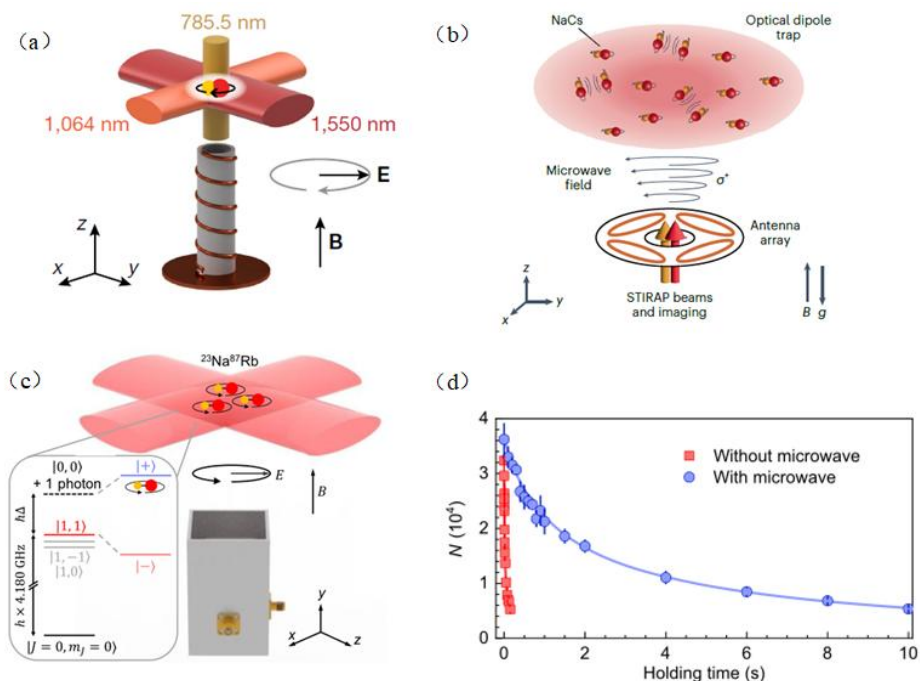 (a)
785.5 nm
1,064 nm
1,550 nm
E
B
z
x
y
(b)
NaCs
Optical dipole
trap
Microwave
field
σ⁺
Antenna
array
STIRAP beams
and imaging
z
y
x
B
g
(c)
²³Na⁸⁷Rb
|0,0⟩
+ 1 photon
|+⟩
hΔ
|1, 1⟩
|1, −1⟩
|1,0⟩
|−⟩
h × 4.180 GHz
|J = 0, mJ = 0⟩
E
B
y
x
z
(d)
N (10⁴)
4
3
2
1
0
Without microwave
With microwave
0
2
4
6
8
10
Holding time (s)